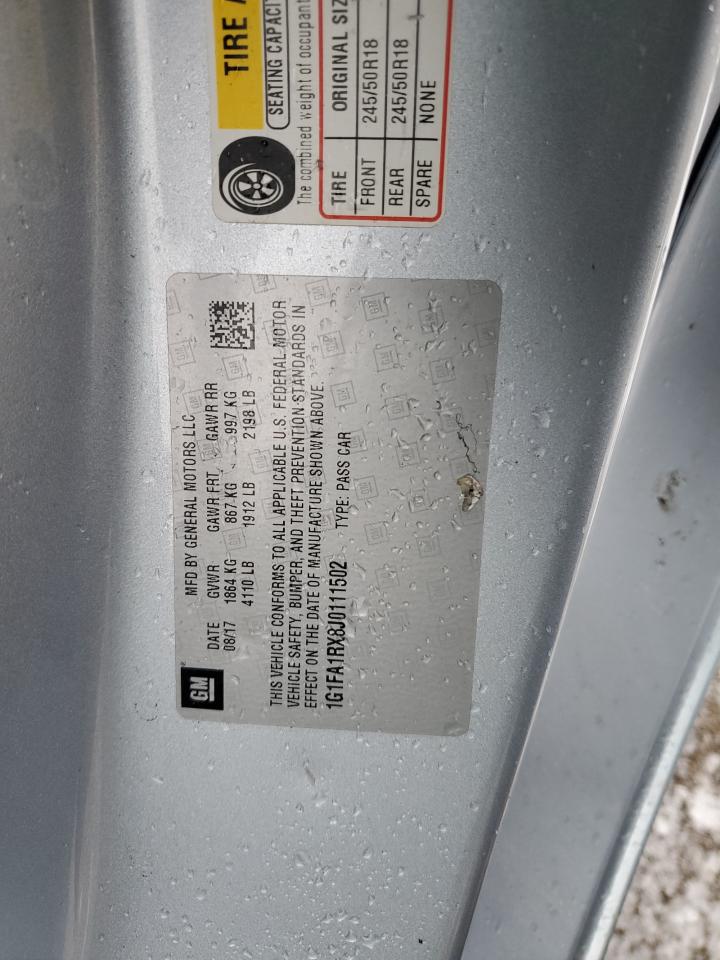 TIRE A
SEATING CAPACI
The combined weight of occupant
TIRE ORIGINAL SIZ
FRONT 245/50R18
REAR 245/50R18
SPARE NONE
GM
MFD BY GENERAL MOTORS LLC
DATE GVWR GAWR FRT GAWR RR
08/17 1864 KG 867 KG 997 KG
4110 LB 1912 LB 2198 LB
THIS VEHICLE CONFORMS TO ALL APPLICABLE U.S. FEDERAL MOTOR
VEHICLE SAFETY, BUMPER, AND THEFT PREVENTION STANDARDS IN
EFFECT ON THE DATE OF MANUFACTURE SHOWN ABOVE.
1G1FA1RX8J0111502 TYPE: PASS CAR